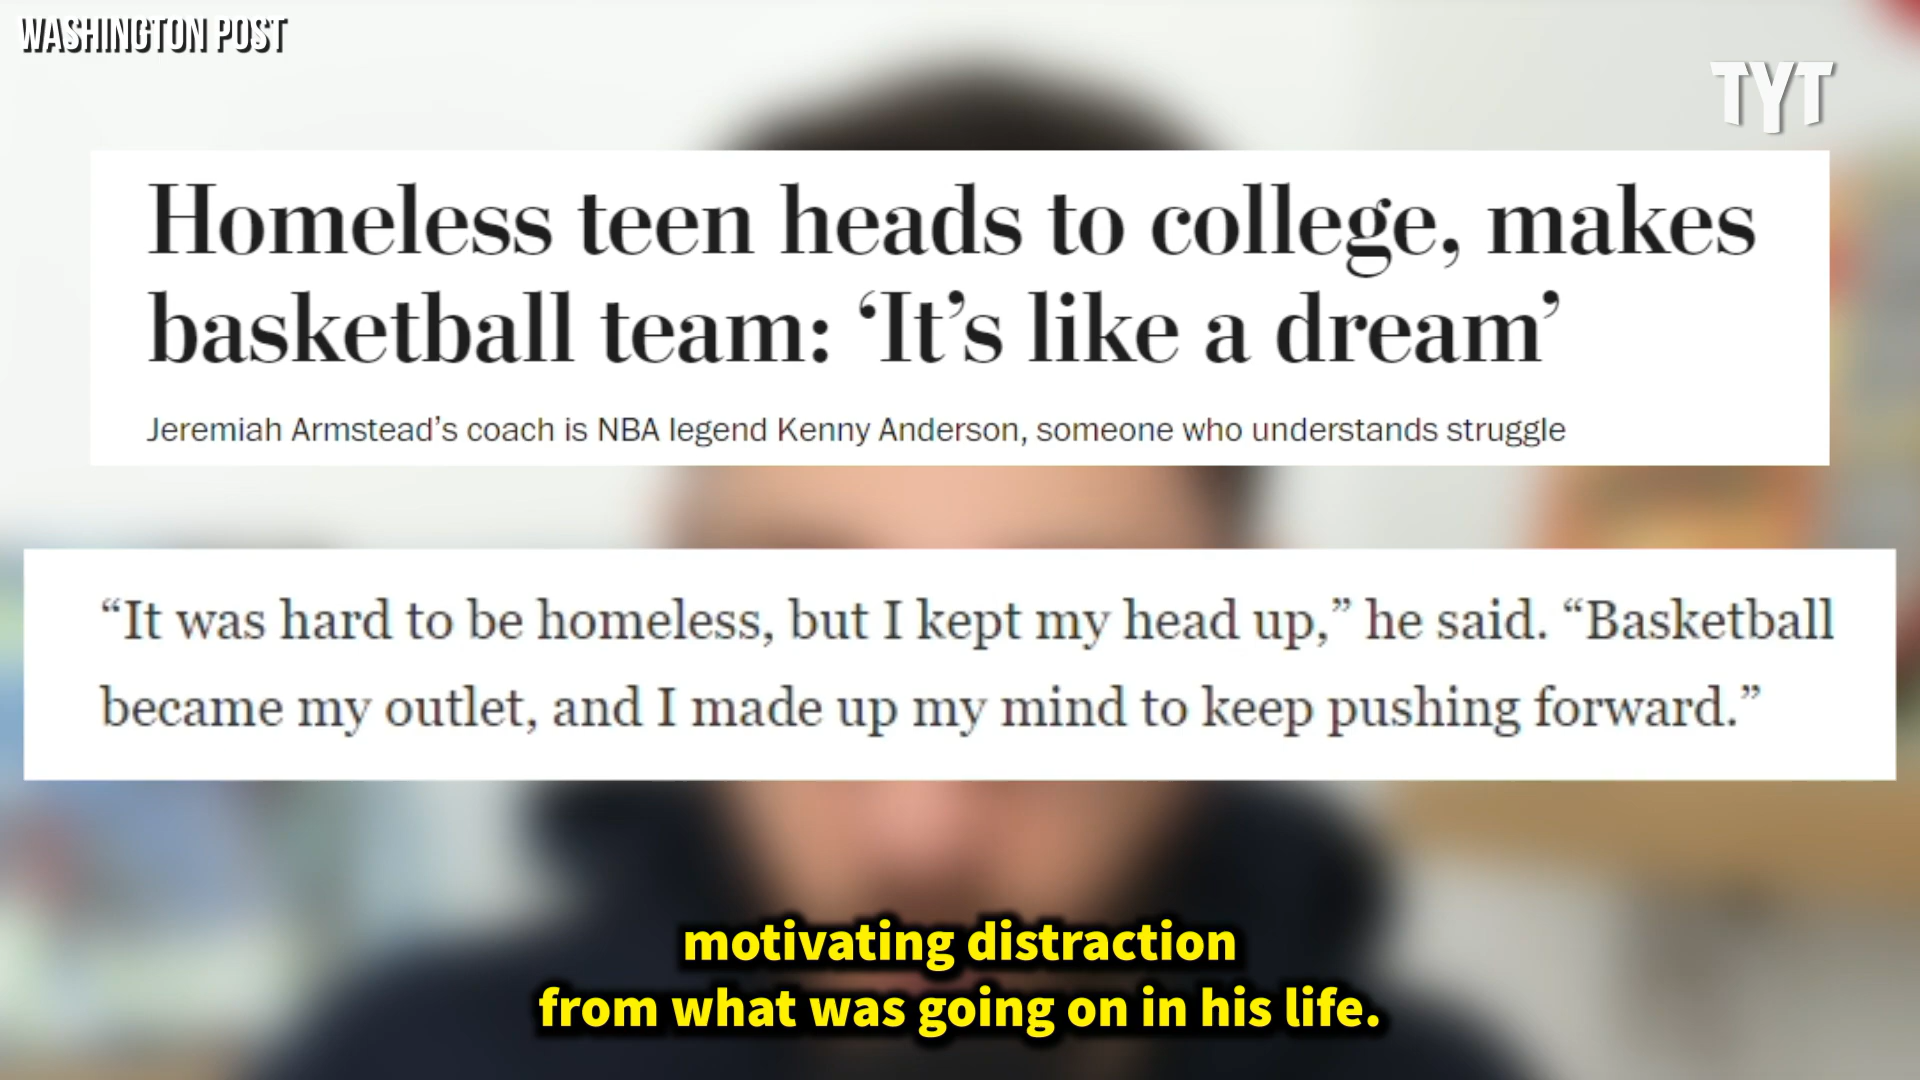 WASHINGTON POST
TYT
Homeless teen heads to college, makes
basketball team: ‘It’s like a dream’
Jeremiah Armstead’s coach is NBA legend Kenny Anderson, someone who understands struggle
“It was hard to be homeless, but I kept my head up,” he said. “Basketball
became my outlet, and I made up my mind to keep pushing forward.”
motivating distraction
from what was going on in his life.